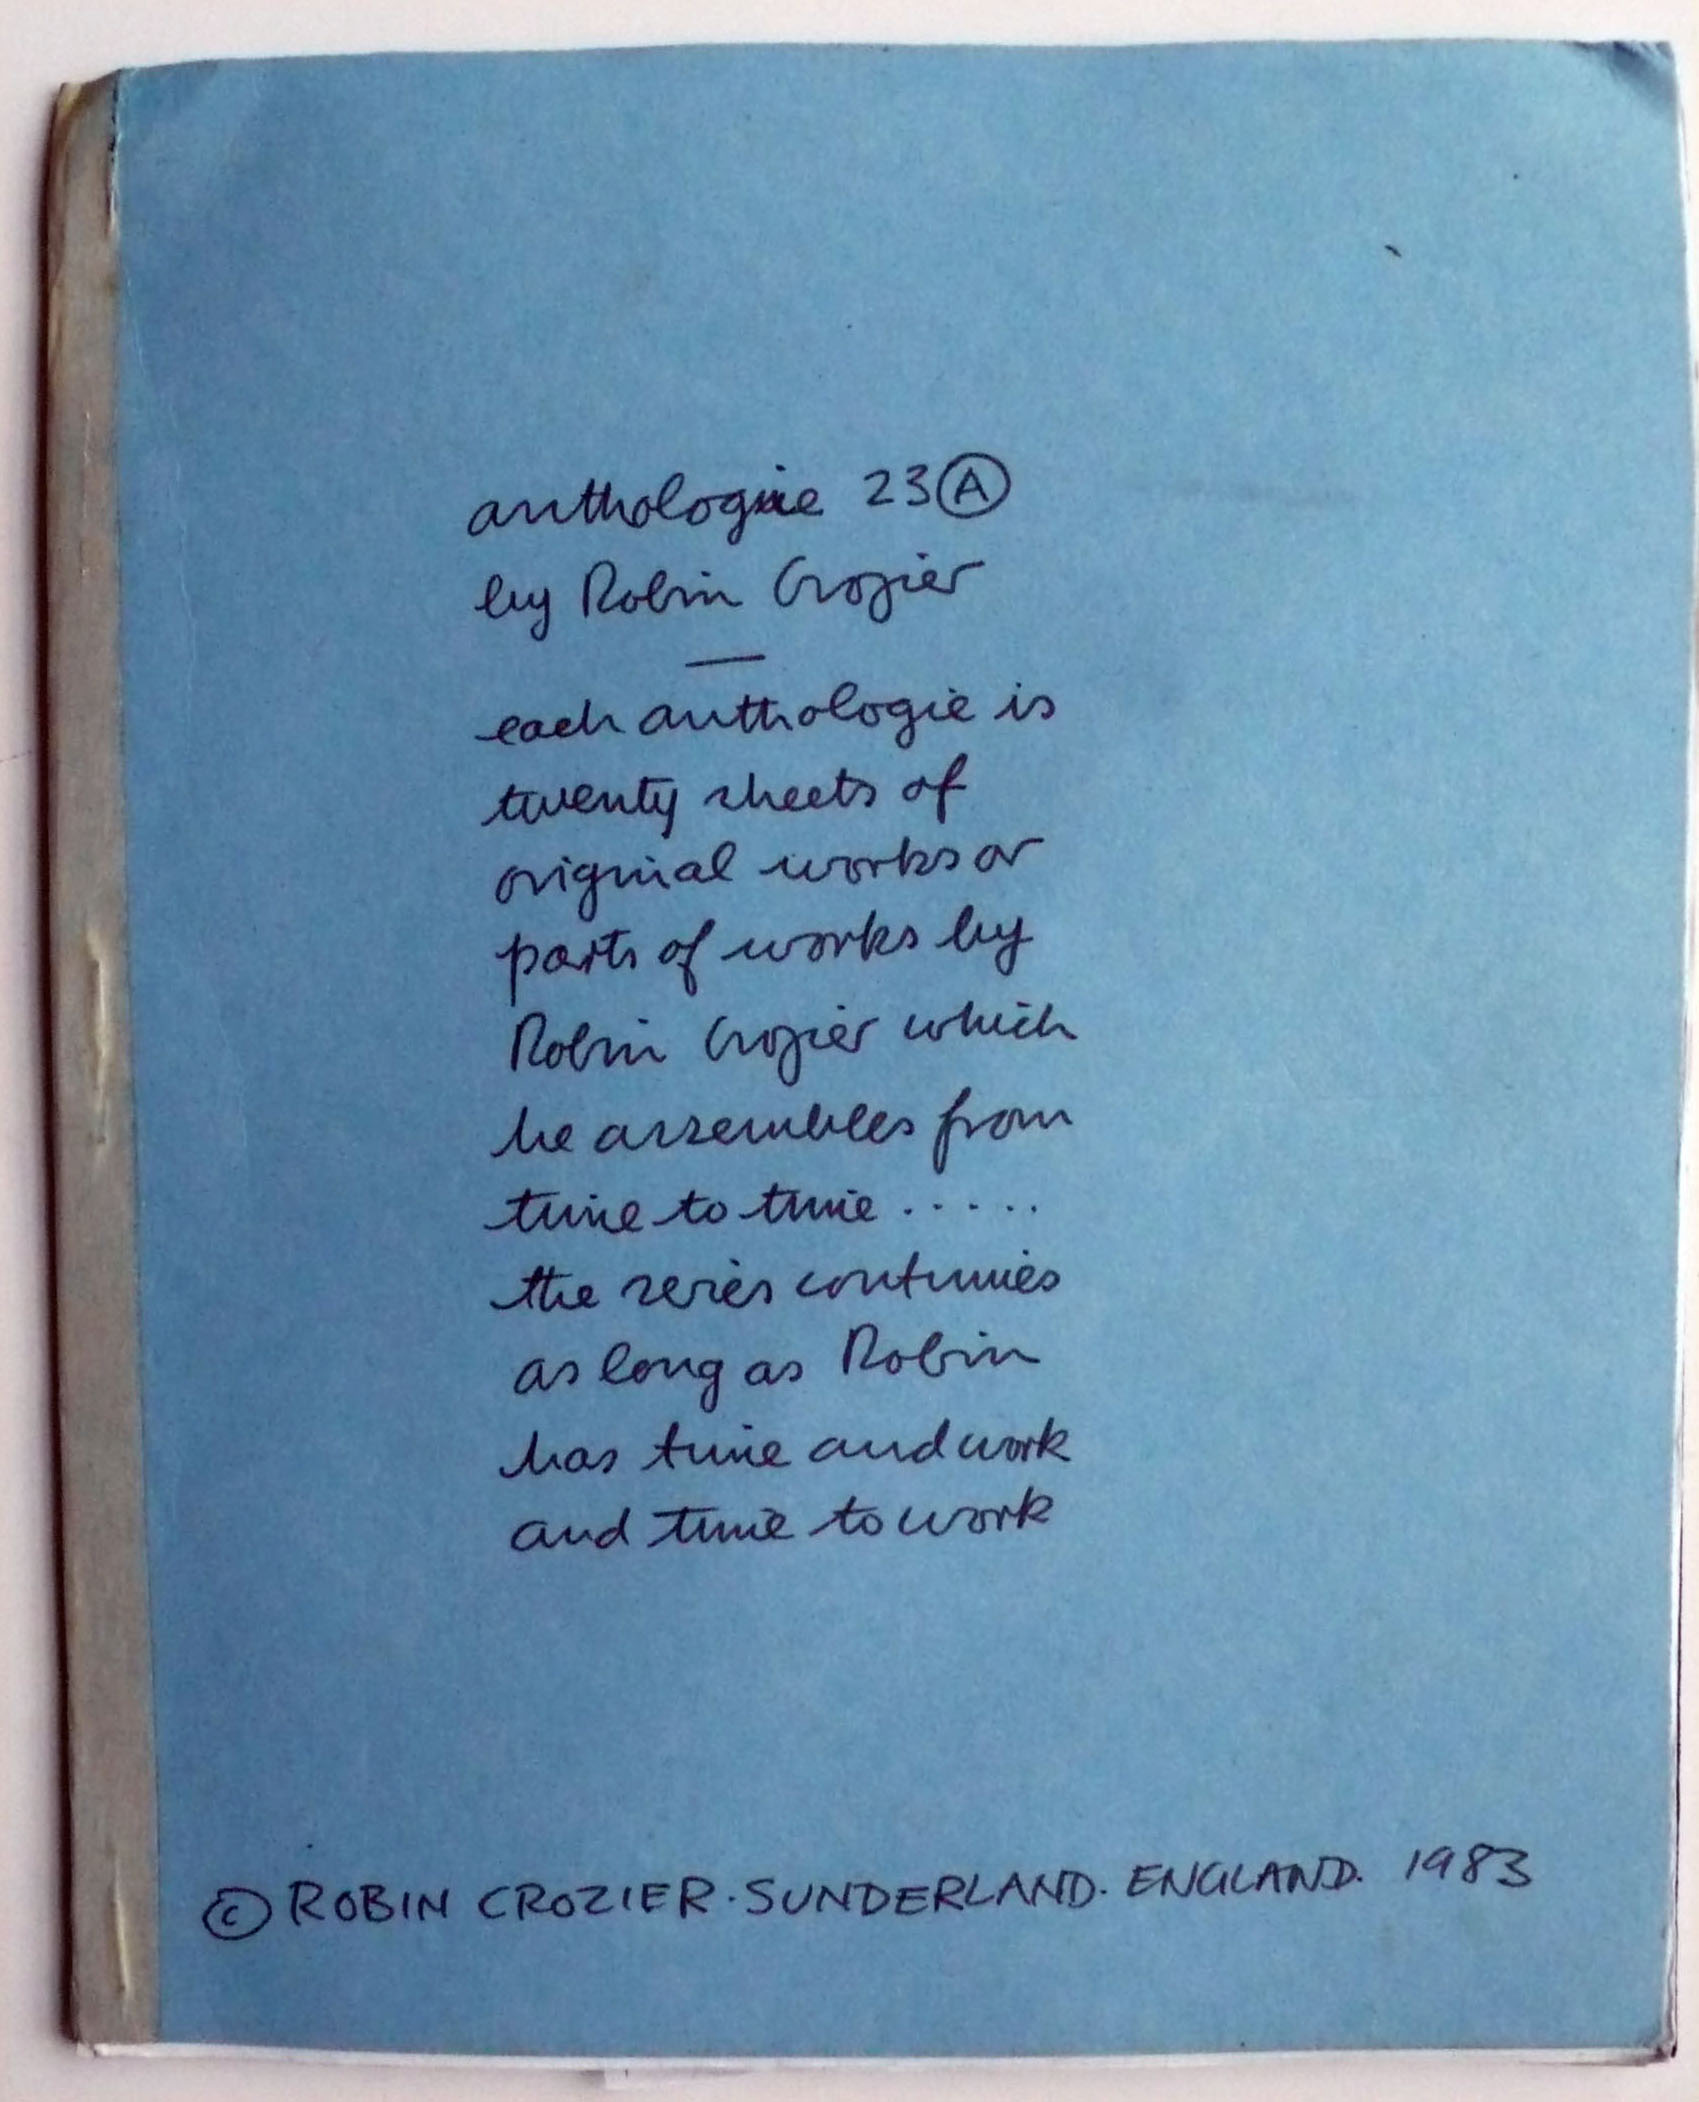 anthologie 23 Ⓐ
by Robin Crozier
—
each anthologie is
twenty sheets of
original works or
parts of works by
Robin Crozier which
he assembles from
time to time .....
the series continues
as long as Robin
has time and work
and time to work
© ROBIN CROZIER. SUNDERLAND. ENGLAND. 1983